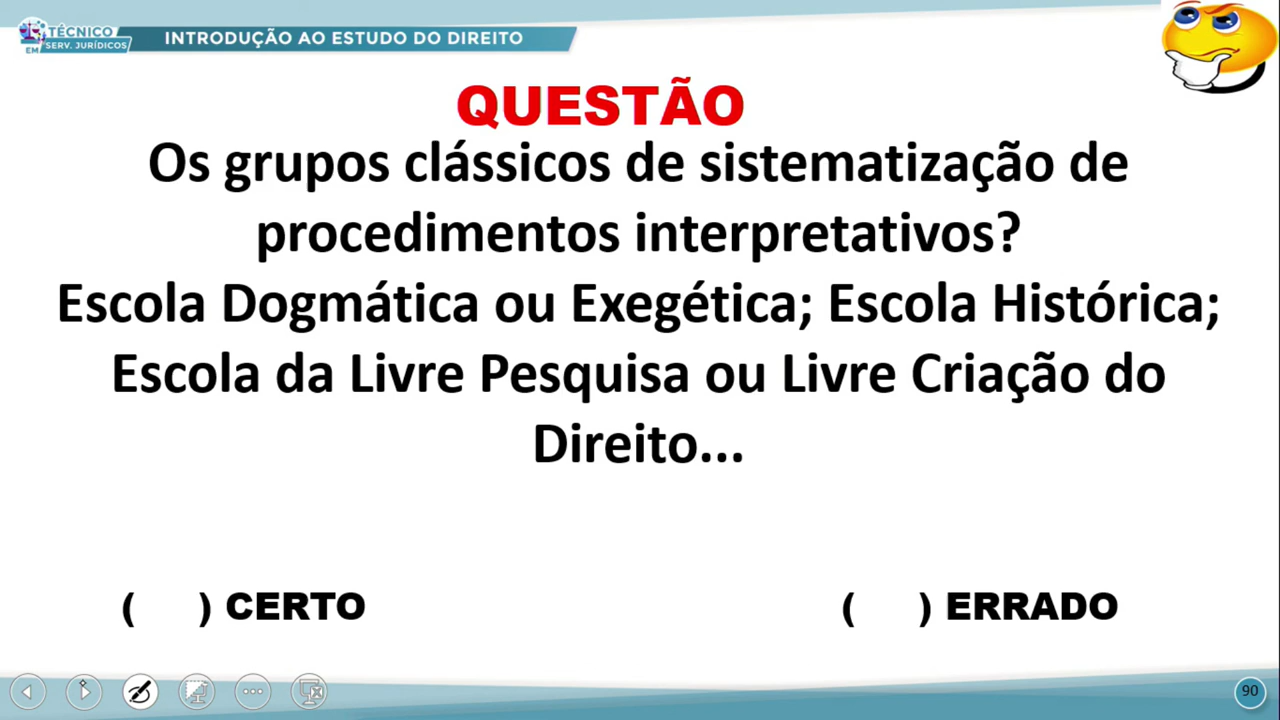 TÉCNICO
EM SERV. JURÍDICOS
INTRODUÇÃO AO ESTUDO DO DIREITO
QUESTÃO
Os grupos clássicos de sistematização de
procedimentos interpretativos?
Escola Dogmática ou Exegética; Escola Histórica;
Escola da Livre Pesquisa ou Livre Criação do
Direito...
( ) CERTO
( ) ERRADO
90